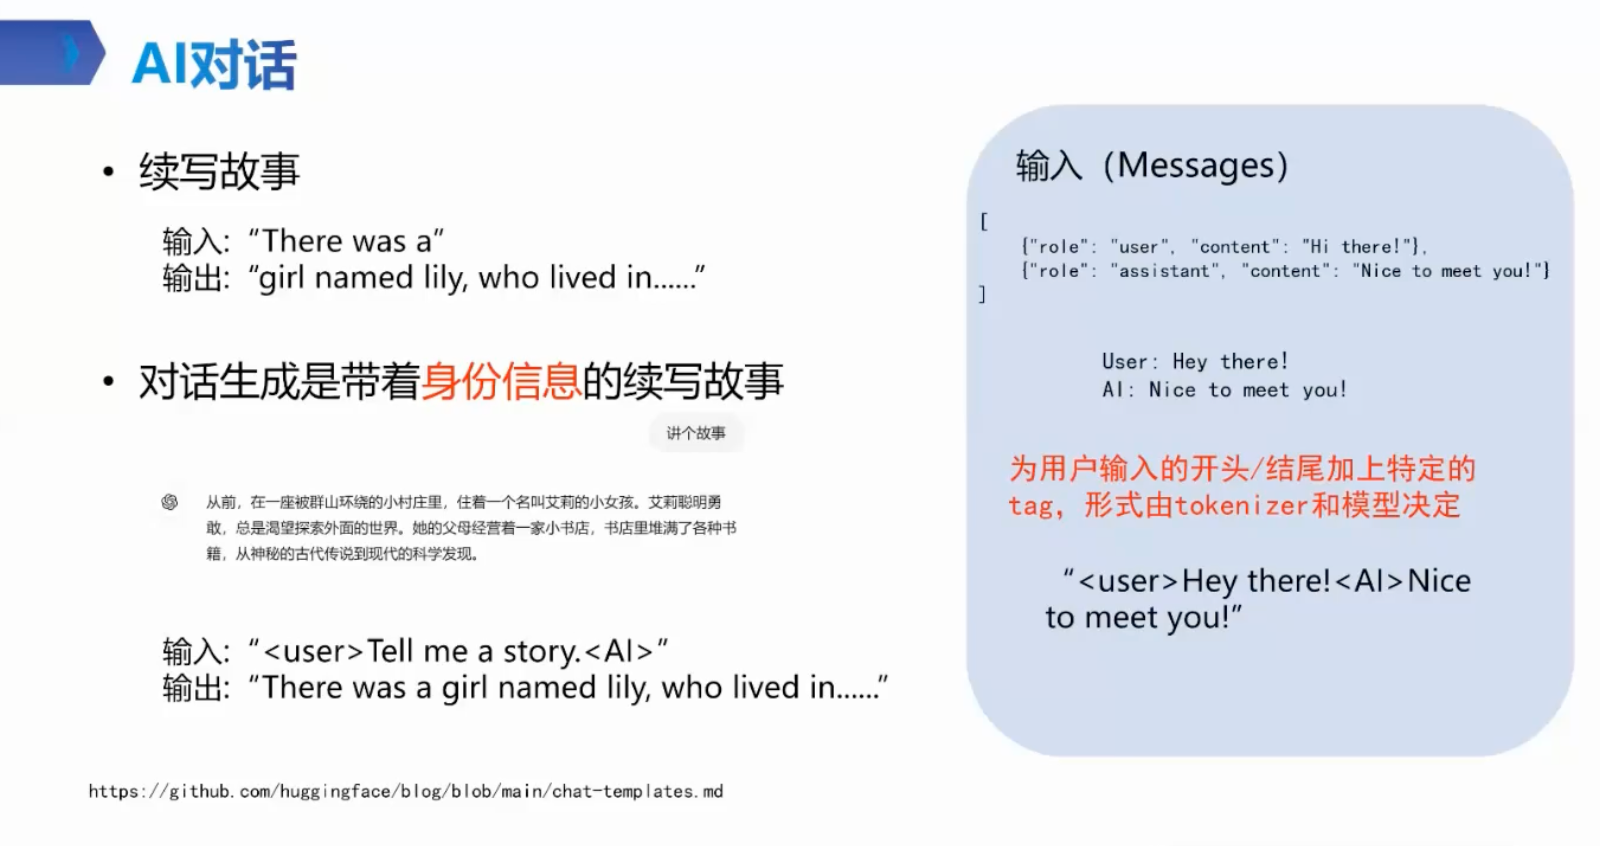 AI对话
• 续写故事
输入：“There was a”
输出：“girl named lily, who lived in......”
• 对话生成是带着身份信息的续写故事
讲个故事
从前，在一座被群山环绕的小村庄里，住着一个名叫艾莉的小女孩。艾莉聪明勇
敢，总是渴望探索外面的世界。她的父母经营着一家小书店，书店里堆满了各种书
籍，从神秘的古代传说到现代的科学发现。
输入：“<user>Tell me a story.<AI>”
输出：“There was a girl named lily, who lived in......”
https://github.com/huggingface/blog/blob/main/chat-templates.md
输入（Messages）
[
{"role": "user", "content": "Hi there!"},
{"role": "assistant", "content": "Nice to meet you!"}
]
User: Hey there!
AI: Nice to meet you!
为用户输入的开头/结尾加上特定的
tag，形式由tokenizer和模型决定
“<user>Hey there!<AI>Nice
to meet you!”